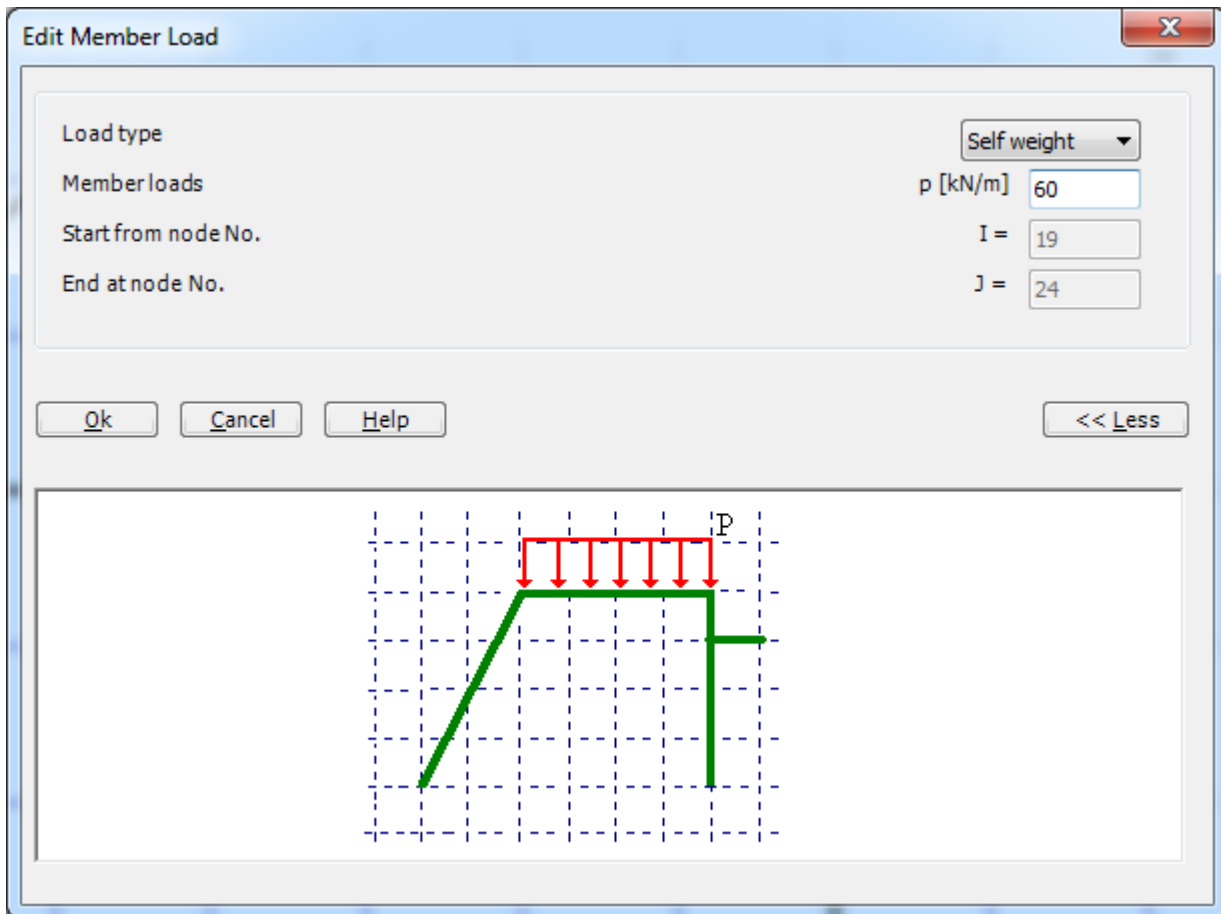 Edit Member Load
Load type Self weight
Member loads p [kN/m] 60
Start from node No. I = 19
End at node No. J = 24
Ok Cancel Help << Less
P